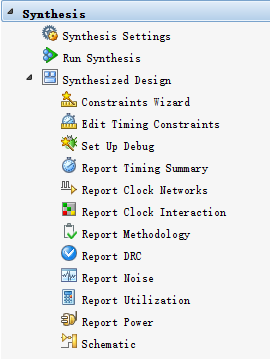 Synthesis
Synthesis Settings
Run Synthesis
Synthesized Design
Constraints Wizard
Edit Timing Constraints
Set Up Debug
Report Timing Summary
Report Clock Networks
Report Clock Interaction
Report Methodology
Report DRC
Report Noise
Report Utilization
Report Power
Schematic